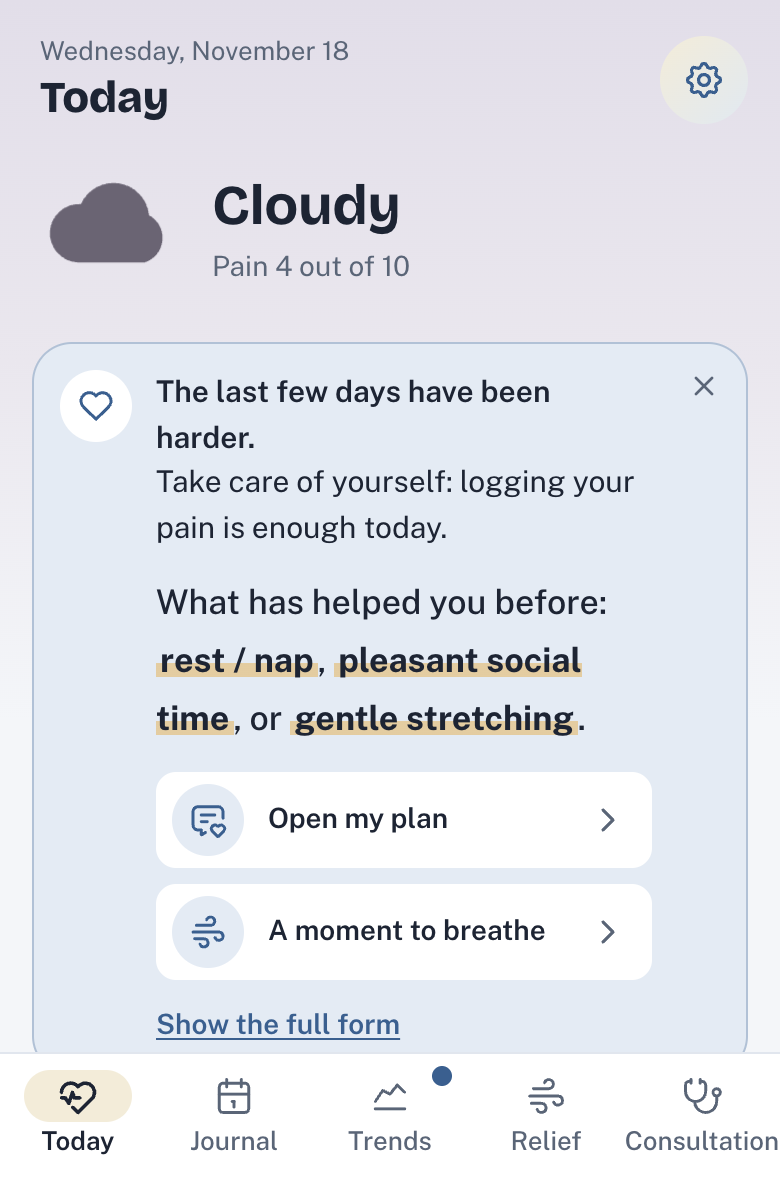 Wednesday, November 18
Today
Cloudy
Pain 4 out of 10
The last few days have been
harder.
Take care of yourself: logging your
pain is enough today.
What has helped you before:
rest / nap, pleasant social
time, or gentle stretching.
Open my plan
A moment to breathe
Show the full form
Today
Journal
Trends
Relief
Consultation